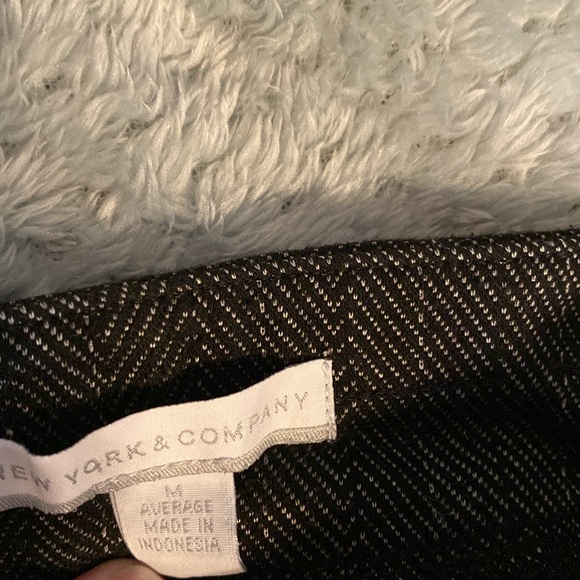 NEW YORK & COMPANY
M
AVERAGE
MADE IN
INDONESIA